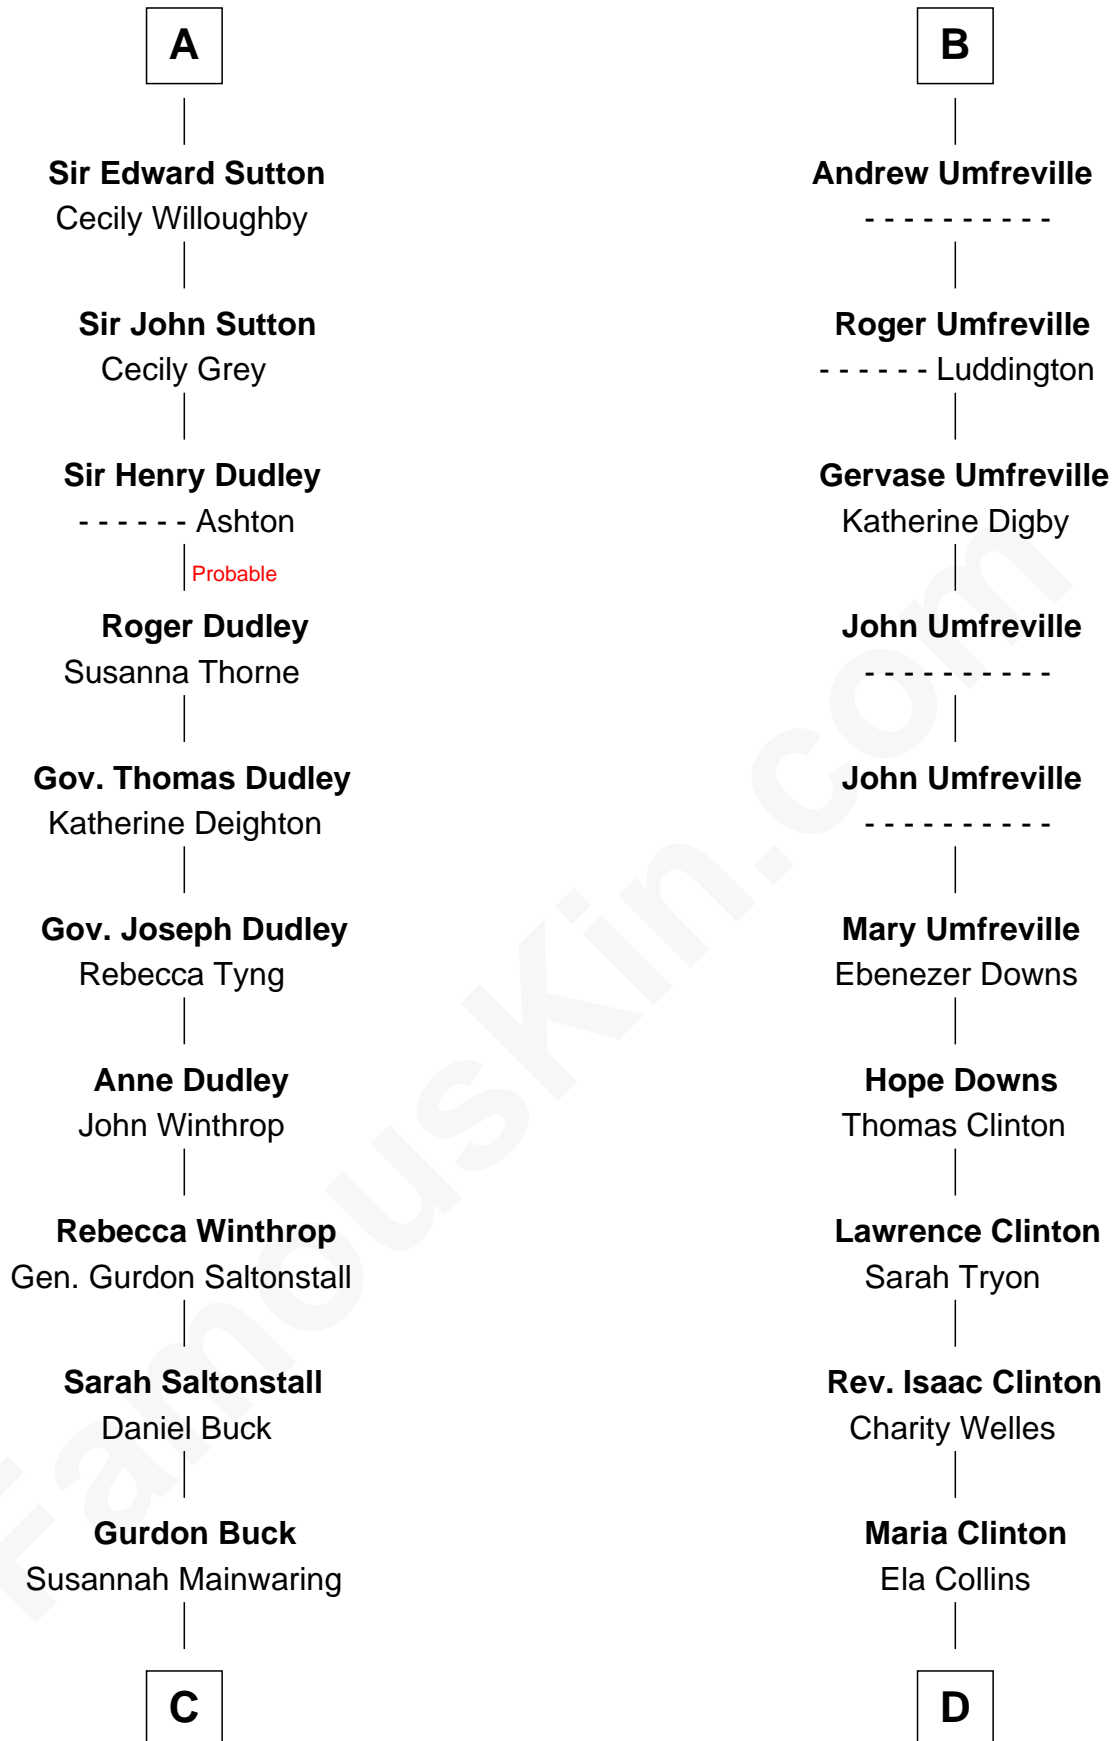 A
Sir Edward Sutton
Cecily Willoughby
Sir John Sutton
Cecily Grey
Sir Henry Dudley
- - - - - - Ashton
Probable
Roger Dudley
Susanna Thorne
Gov. Thomas Dudley
Katherine Deighton
Gov. Joseph Dudley
Rebecca Tyng
Anne Dudley
John Winthrop
Rebecca Winthrop
Gen. Gurdon Saltonstall
Sarah Saltonstall
Daniel Buck
Gurdon Buck
Susannah Mainwaring
C
B
Andrew Umfreville
- - - - - - - - - -
Roger Umfreville
- - - - - - Luddington
Gervase Umfreville
Katherine Digby
John Umfreville
- - - - - - - - - -
John Umfreville
- - - - - - - - - -
Mary Umfreville
Ebenezer Downs
Hope Downs
Thomas Clinton
Lawrence Clinton
Sarah Tryon
Rev. Isaac Clinton
Charity Welles
Maria Clinton
Ela Collins
D
FamousKin.com